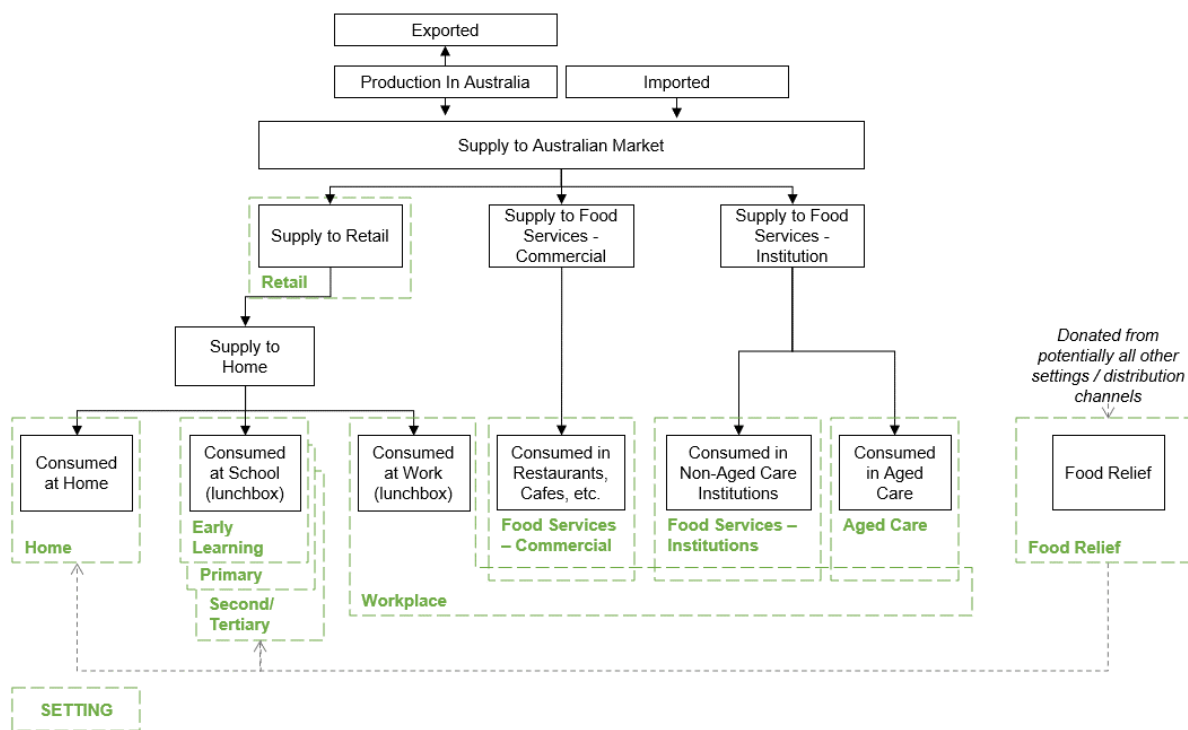 Exported
Production In Australia
Imported
Supply to Australian Market
Supply to Retail
Retail
Supply to Food
Services -
Commercial
Supply to Food
Services -
Institution
Supply to
Home
Donated from
potentially all other
settings / distribution
channels
Consumed
at Home
Home
Consumed
at School
(lunchbox)
Early
Learning
Primary
Second/
Tertiary
Consumed
at Work
(lunchbox)
Workplace
Consumed in
Restaurants,
Cafes, etc.
Food Services
– Commercial
Consumed in
Non-Aged Care
Institutions
Food Services –
Institutions
Consumed
in Aged
Care
Aged Care
Food Relief
Food Relief
SETTING